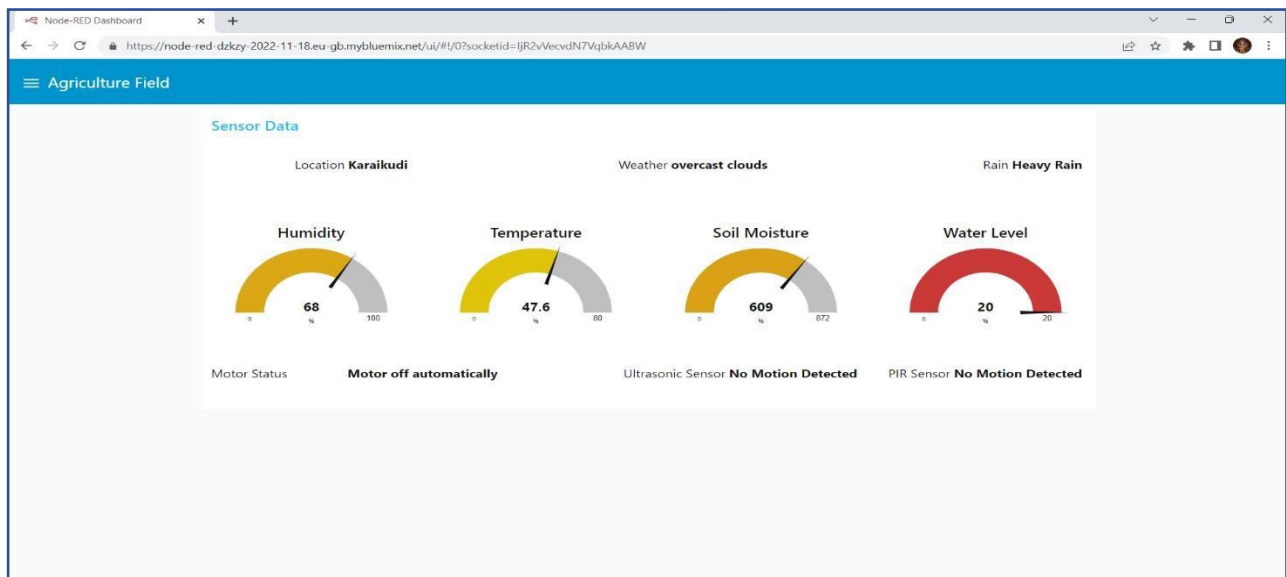 Node-RED Dashboard
https://node-red-dzkzy-2022-11-18.eu-gb.mybluemix.net/ui/#!/0?socketid=IjR2vVecvdN7VqbkAABW
Agriculture Field
Sensor Data
Location Karaikudi Weather overcast clouds Rain Heavy Rain
Humidity Temperature Soil Moisture Water Level
68 47.6 609 20
0 % 100 0 % 80 0 % 872 0 % 20
Motor Status Motor off automatically Ultrasonic Sensor No Motion Detected PIR Sensor No Motion Detected